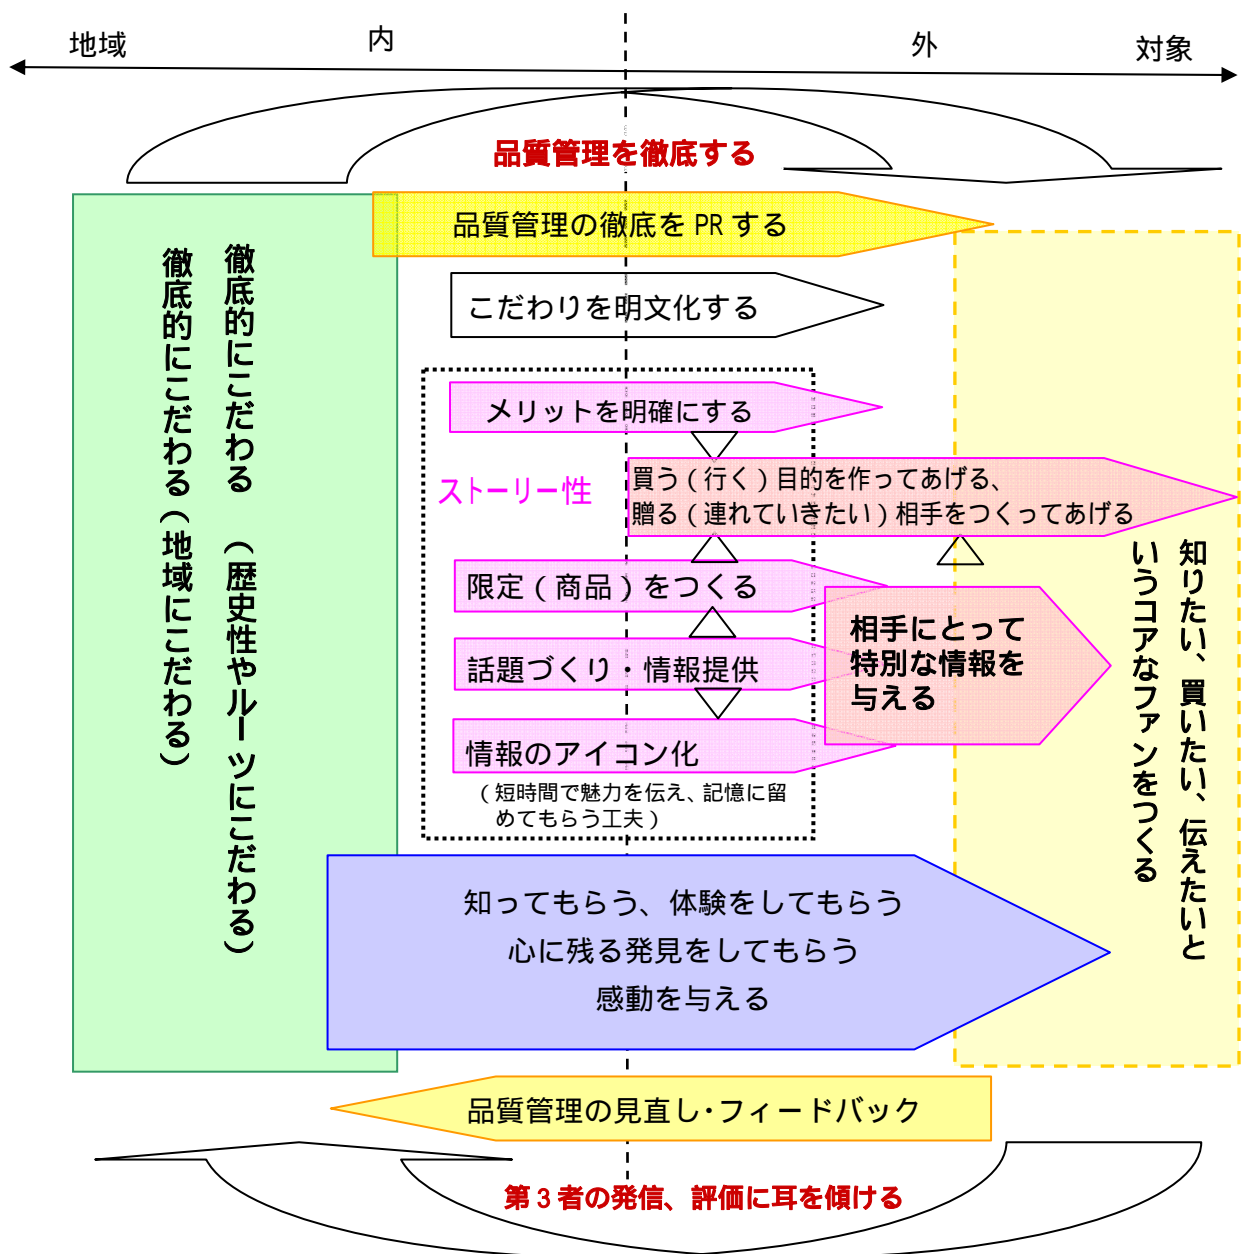 地域
内
外
対象
品質管理を徹底する
品質管理の徹底を PR する
こだわりを明文化する
徹底的にこだわる （歴史性やルーツにこだわる）
徹底的にこだわる（地域にこだわる）
メリットを明確にする
ストーリー性
買う（行く）目的を作ってあげる、
贈る（連れていきたい）相手をつくってあげる
限定（商品）をつくる
話題づくり・情報提供
情報のアイコン化
（短時間で魅力を伝え、記憶に留
めてもらう工夫）
相手にとって
特別な情報を
与える
知りたい、買いたい、伝えたいと
いうコアなファンをつくる
知ってもらう、体験をしてもらう
心に残る発見をしてもらう
感動を与える
品質管理の見直し・フィードバック
第３者の発信、評価に耳を傾ける